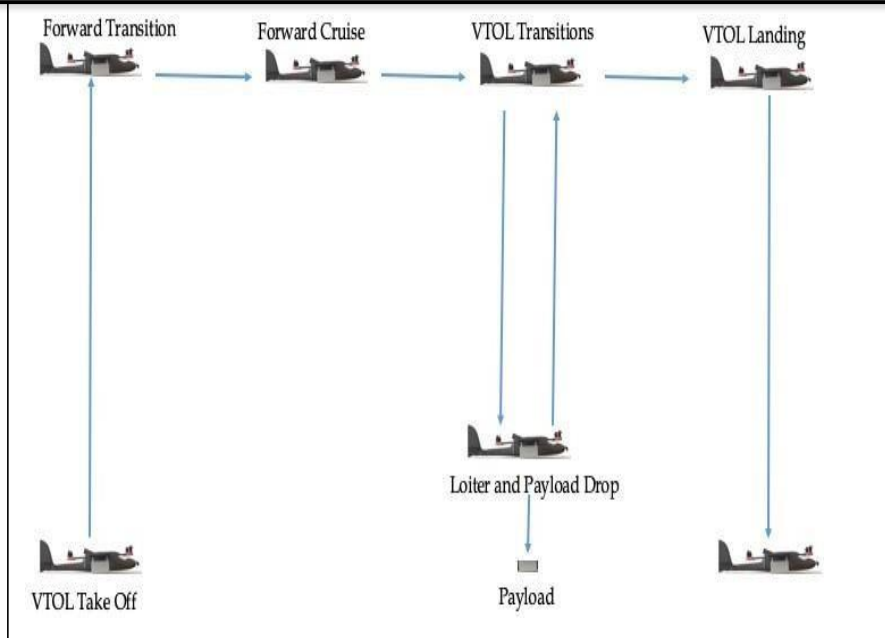 Forward Transition
Forward Cruise
VTOL Transitions
VTOL Landing
Loiter and Payload Drop
VTOL Take Off
Payload